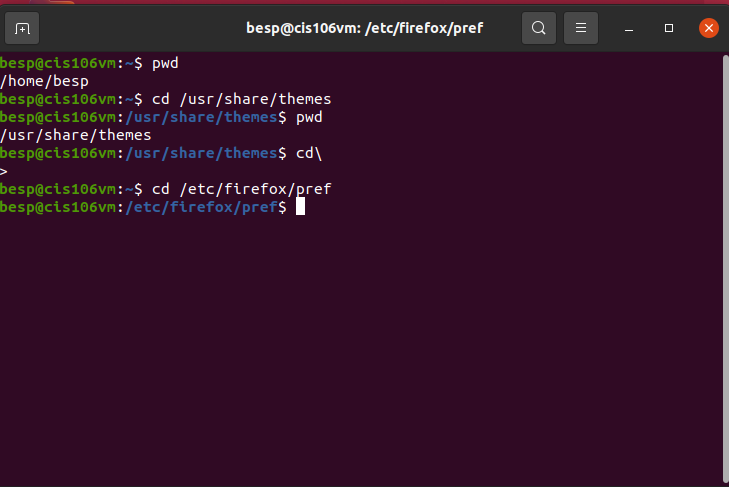 besp@cis106vm: /etc/firefox/pref
besp@cis106vm:~$ pwd
/home/besp
besp@cis106vm:~$ cd /usr/share/themes
besp@cis106vm:/usr/share/themes$ pwd
/usr/share/themes
besp@cis106vm:/usr/share/themes$ cd\
>
besp@cis106vm:~$ cd /etc/firefox/pref
besp@cis106vm:/etc/firefox/pref$